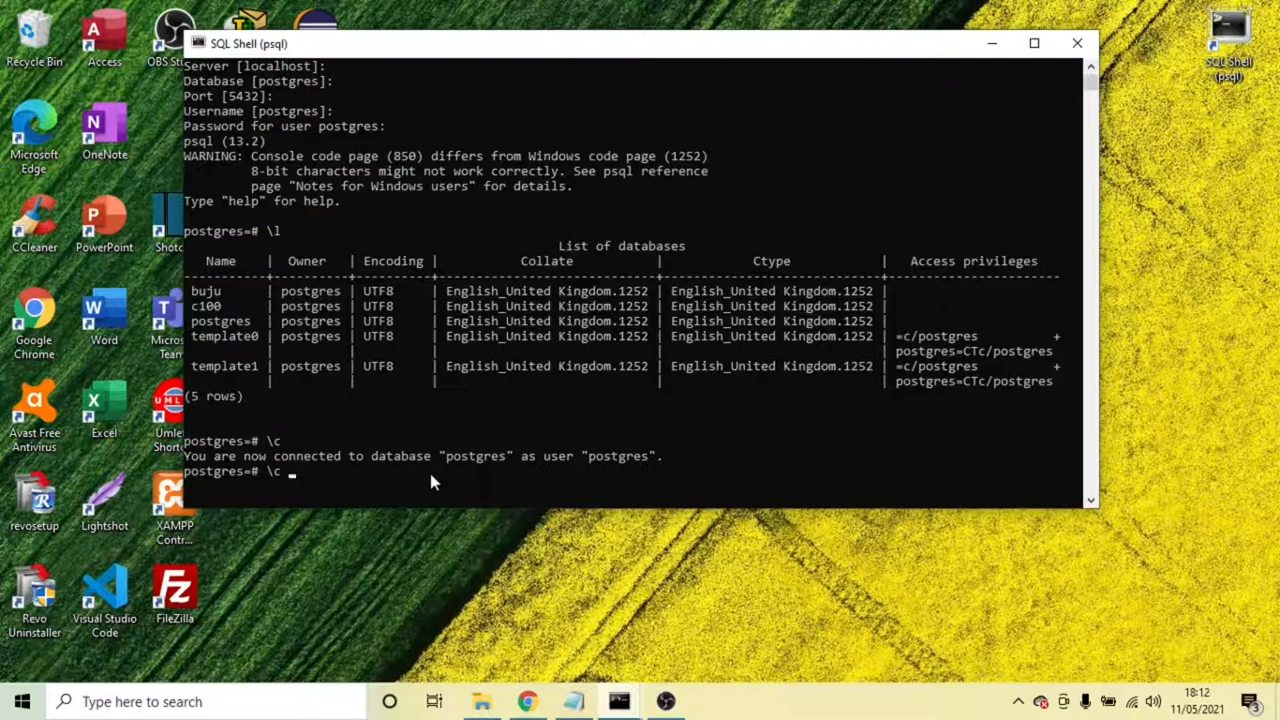 Recycle Bin
Access
OBS Stu
SQL Shell (psql)
SQL Shell
(psql)
Microsoft
Edge
OneNote
CCleaner
PowerPoint
Shotc
Google
Chrome
Word
Micros
Team
Avast Free
Antivirus
Excel
Umlet
Shortc
revosetup
Lightshot
XAMPP
Contr...
Revo
Uninstaller
Visual Studio
Code
FileZilla
Server [localhost]:
Database [postgres]:
Port [5432]:
Username [postgres]:
Password for user postgres:
psql (13.2)
WARNING: Console code page (850) differs from Windows code page (1252)
8-bit characters might not work correctly. See psql reference
page "Notes for Windows users" for details.
Type "help" for help.
postgres=# \l
List of databases
Name | Owner | Encoding | Collate | Ctype | Access privileges
-----------+----------+----------+-----------------------------+-----------------------------+-----------------------
buju | postgres | UTF8 | English_United Kingdom.1252 | English_United Kingdom.1252 |
c100 | postgres | UTF8 | English_United Kingdom.1252 | English_United Kingdom.1252 |
postgres | postgres | UTF8 | English_United Kingdom.1252 | English_United Kingdom.1252 |
template0 | postgres | UTF8 | English_United Kingdom.1252 | English_United Kingdom.1252 | =c/postgres +
| | | | | postgres=CTc/postgres
template1 | postgres | UTF8 | English_United Kingdom.1252 | English_United Kingdom.1252 | =c/postgres +
| | | | | postgres=CTc/postgres
(5 rows)
postgres=# \c
You are now connected to database "postgres" as user "postgres".
postgres=# \c _
Type here to search
18:12
11/05/2021
3